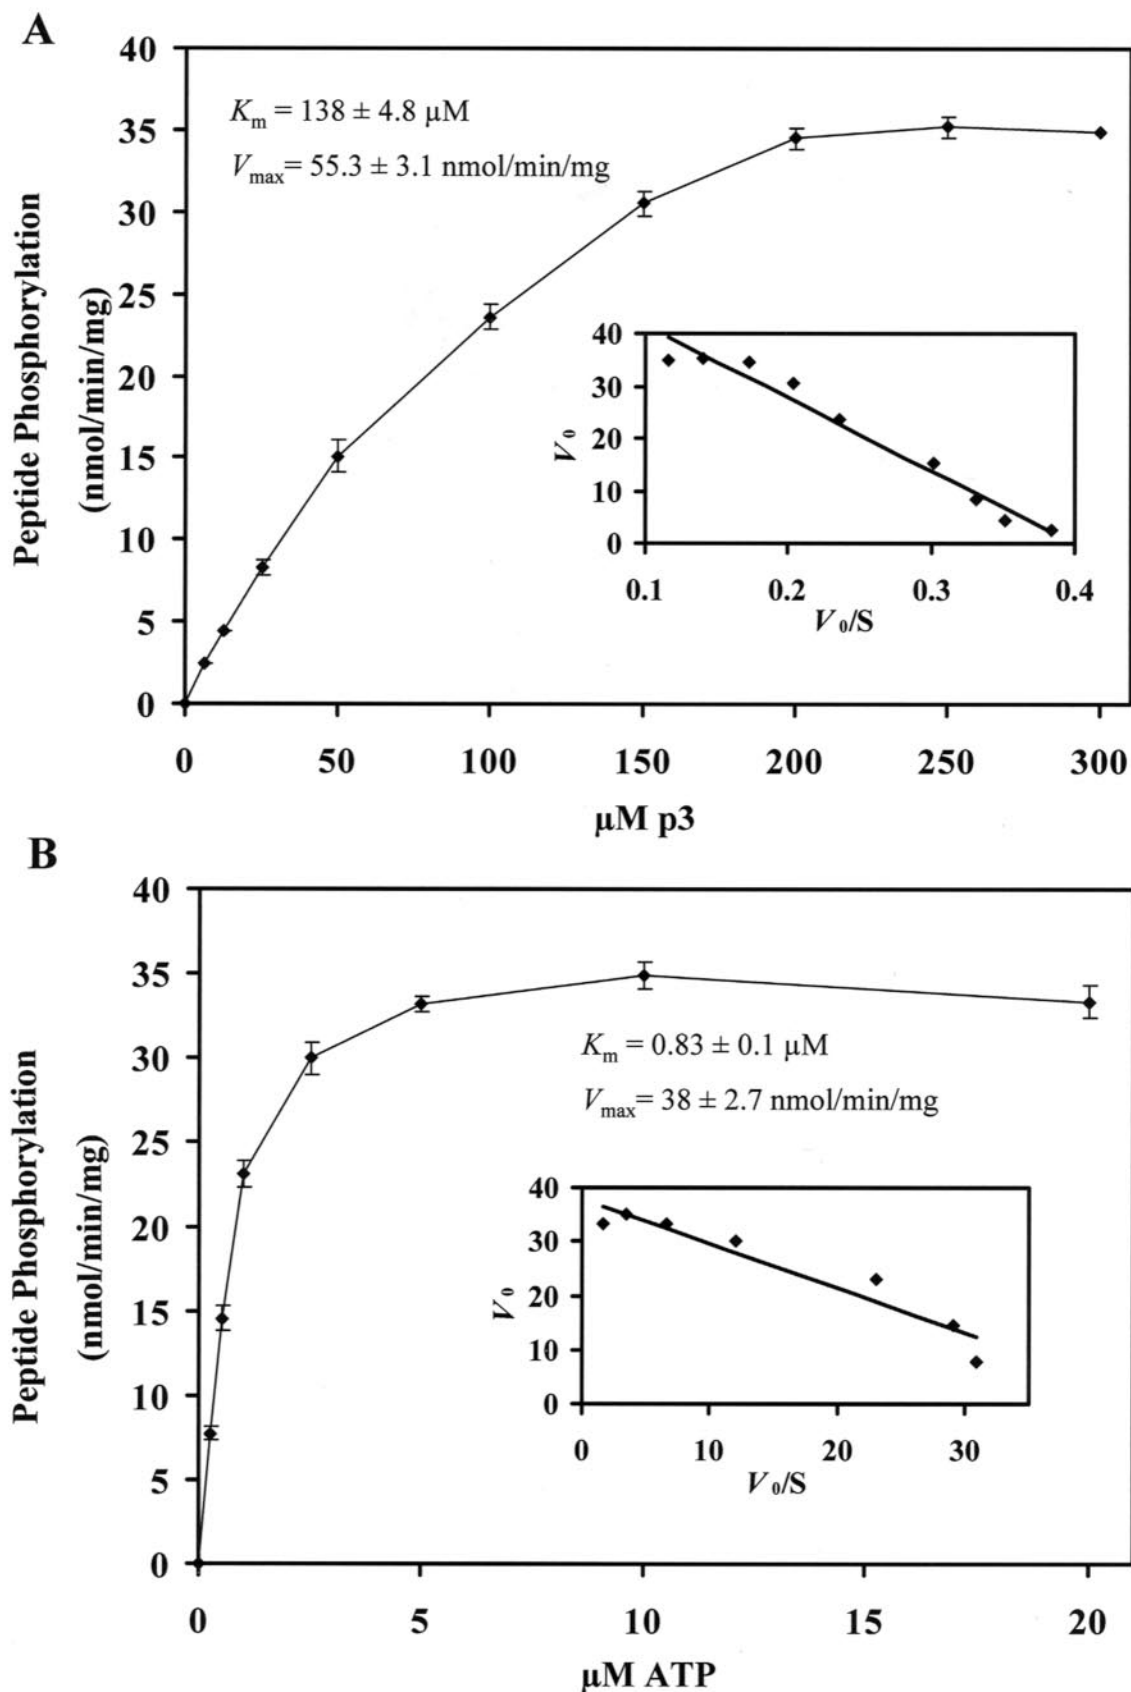 A
40
35
30
25
20
15
10
5
0
Peptide Phosphorylation
(nmol/min/mg)
Km = 138 ± 4.8 µM
Vmax= 55.3 ± 3.1 nmol/min/mg
40
30
20
10
0
V0
0.1 0.2 0.3 0.4
V0/S
0 50 100 150 200 250 300
µM p3
B
40
35
30
25
20
15
10
5
0
Peptide Phosphorylation
(nmol/min/mg)
Km = 0.83 ± 0.1 µM
Vmax= 38 ± 2.7 nmol/min/mg
40
30
20
10
0
V0
0 10 20 30
V0/S
0 5 10 15 20
µM ATP